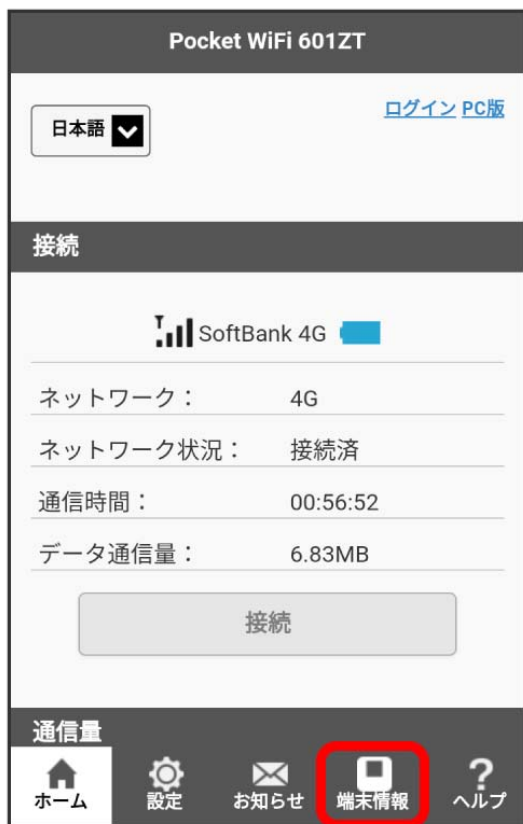 Pocket WiFi 601ZT
日本語
ログイン PC版
接続
SoftBank 4G
ネットワーク： 4G
ネットワーク状況： 接続済
通信時間： 00:56:52
データ通信量： 6.83MB
接続
通信量
ホーム 設定 お知らせ 端末情報 ヘルプ